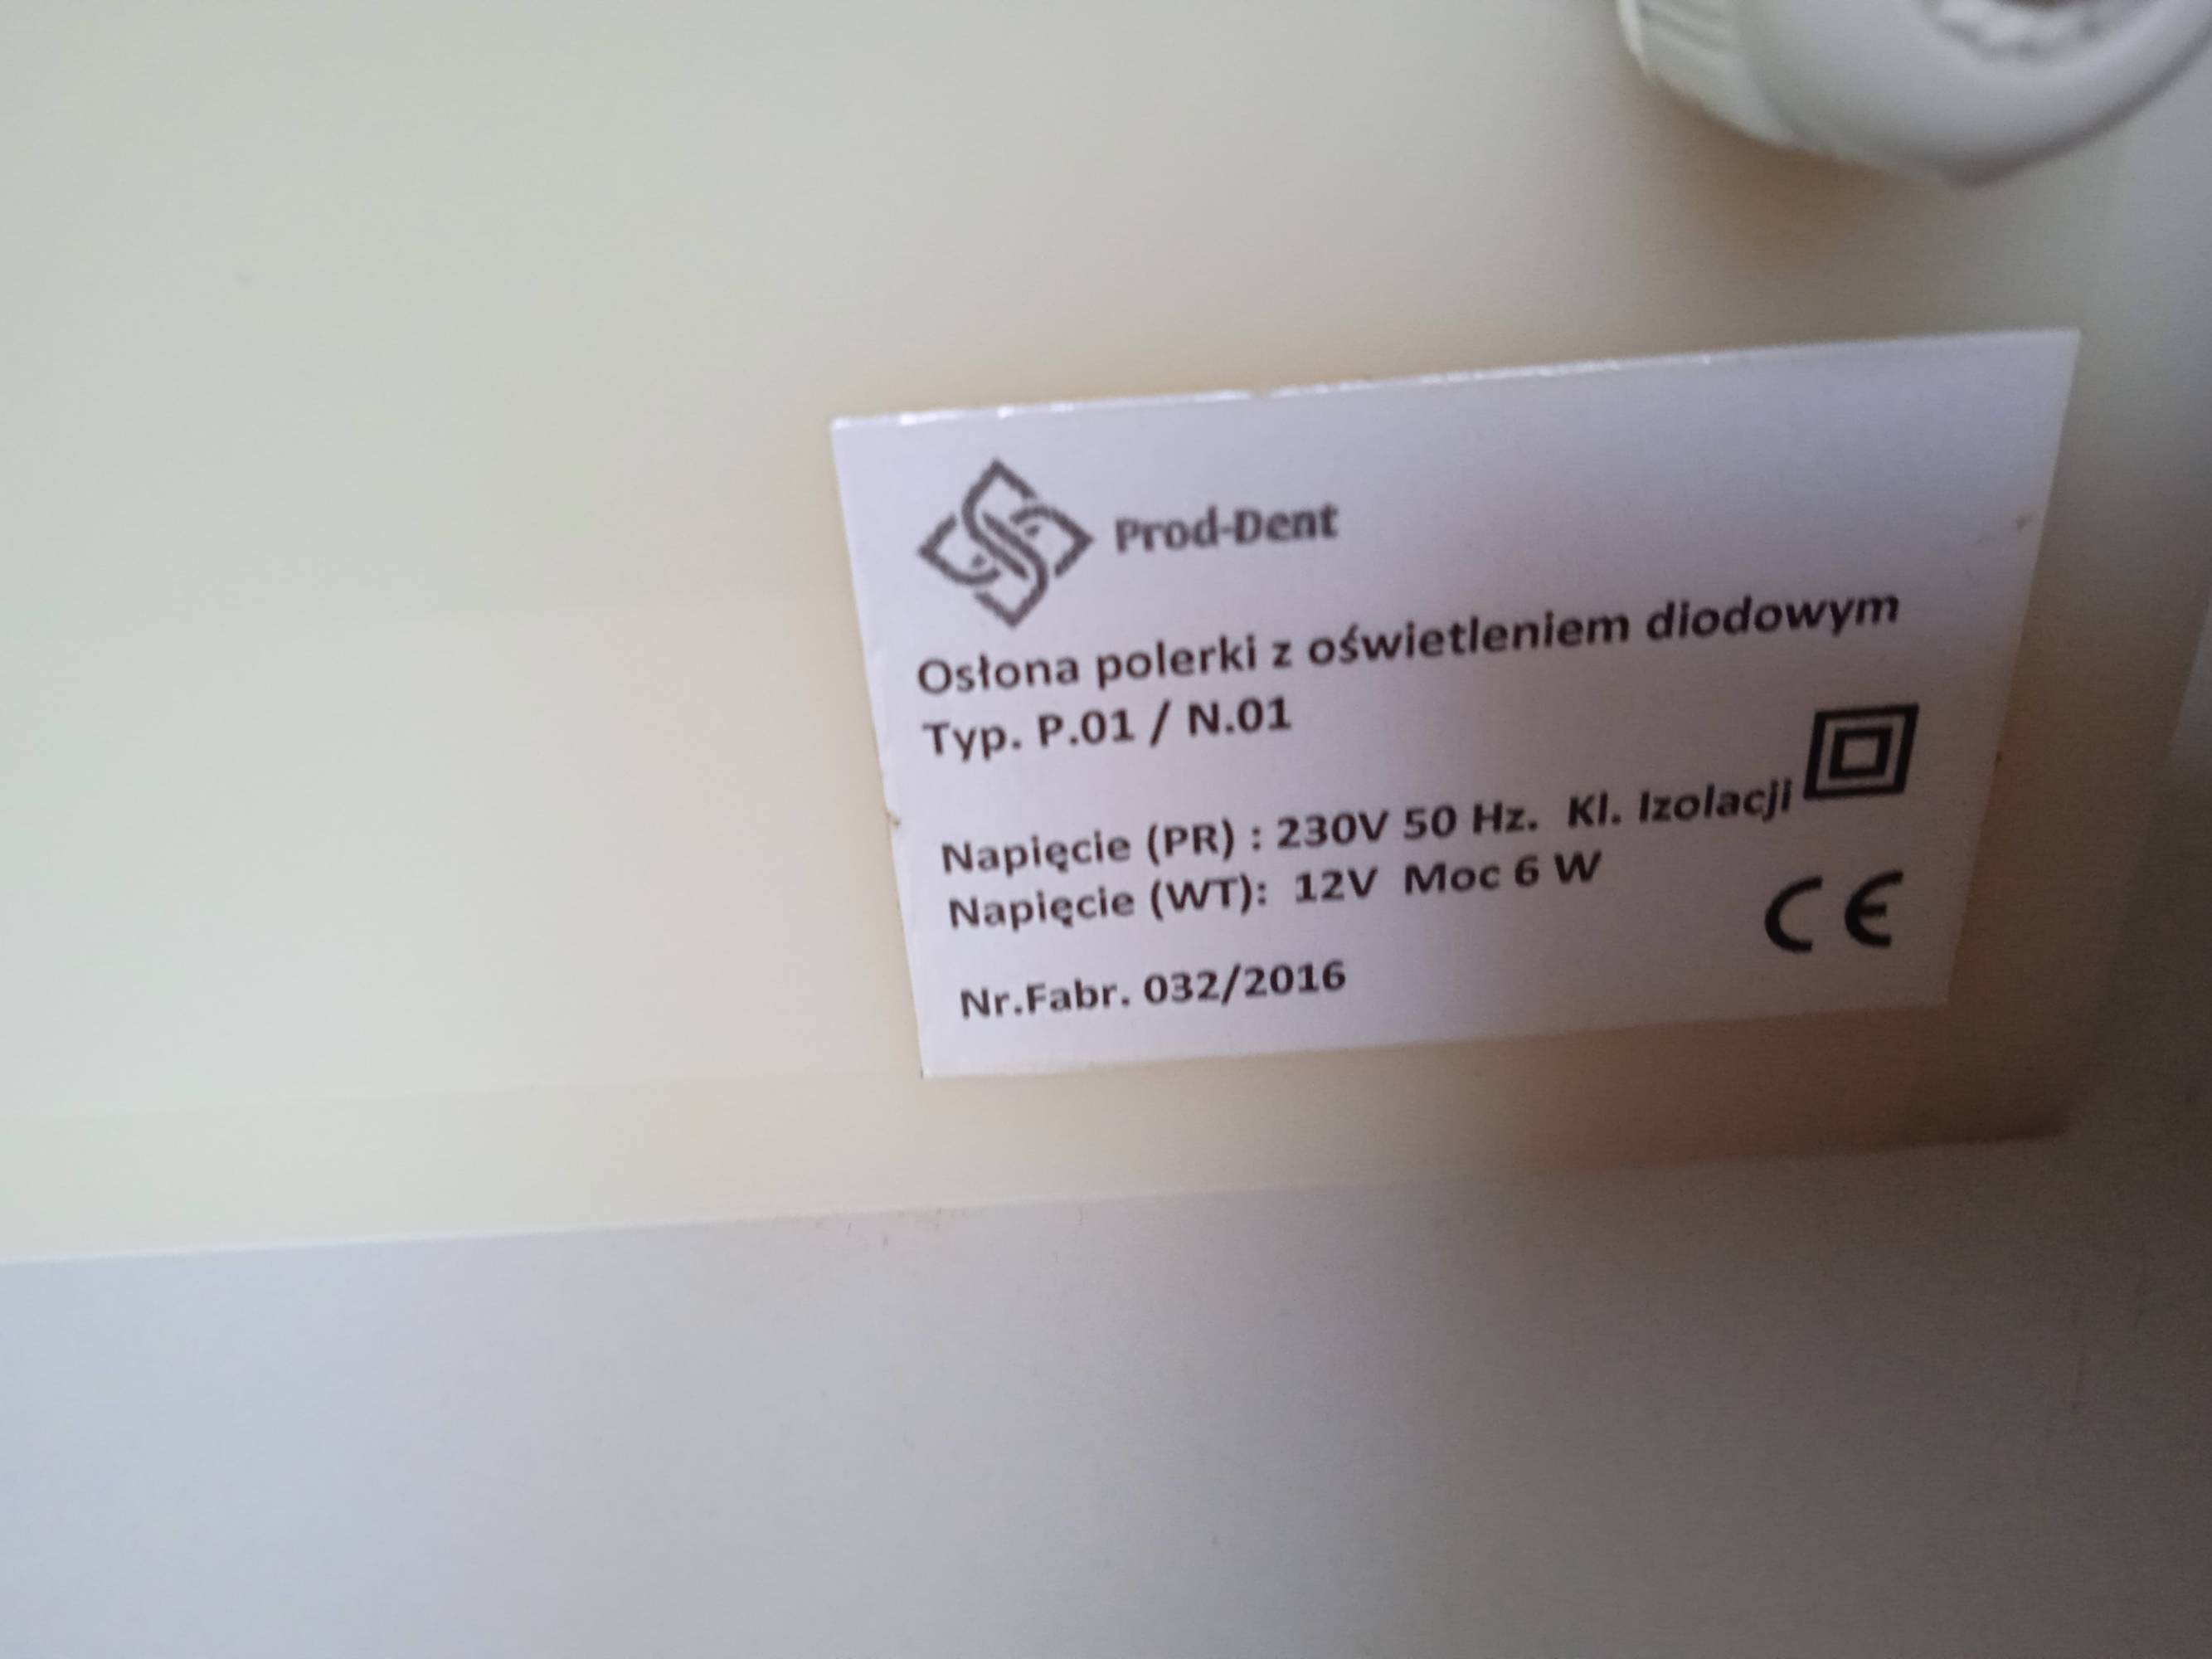 Prod-Dent
Osłona polerki z oświetleniem diodowym
Typ. P.01 / N.01
Napięcie (PR) : 230V 50 Hz. Kl. Izolacji
Napięcie (WT): 12V Moc 6 W
CE
Nr.Fabr. 032/2016